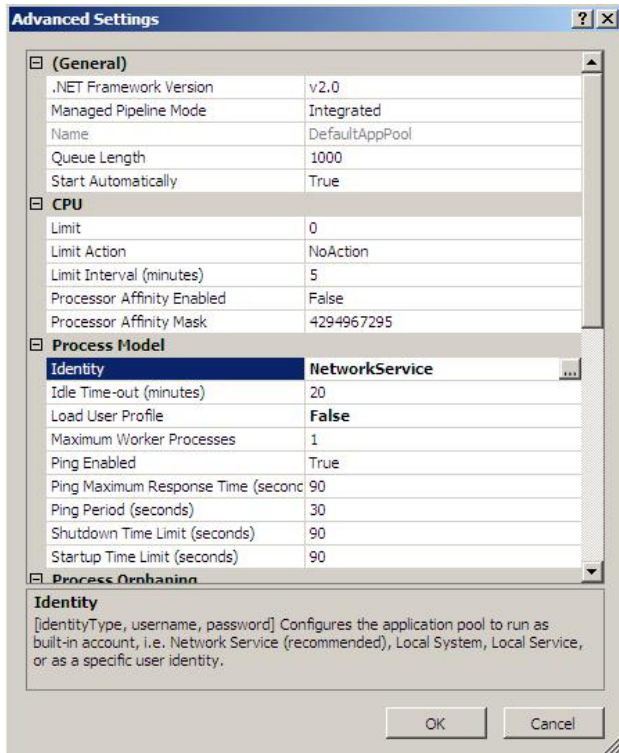 Advanced Settings
(General)
.NET Framework Version v2.0
Managed Pipeline Mode Integrated
Name DefaultAppPool
Queue Length 1000
Start Automatically True
CPU
Limit 0
Limit Action NoAction
Limit Interval (minutes) 5
Processor Affinity Enabled False
Processor Affinity Mask 4294967295
Process Model
Identity NetworkService ...
Idle Time-out (minutes) 20
Load User Profile False
Maximum Worker Processes 1
Ping Enabled True
Ping Maximum Response Time (second 90
Ping Period (seconds) 30
Shutdown Time Limit (seconds) 90
Startup Time Limit (seconds) 90
Process Orphaning
Identity
[identityType, username, password] Configures the application pool to run as
built-in account, i.e. Network Service (recommended), Local System, Local Service,
or as a specific user identity.
OK Cancel